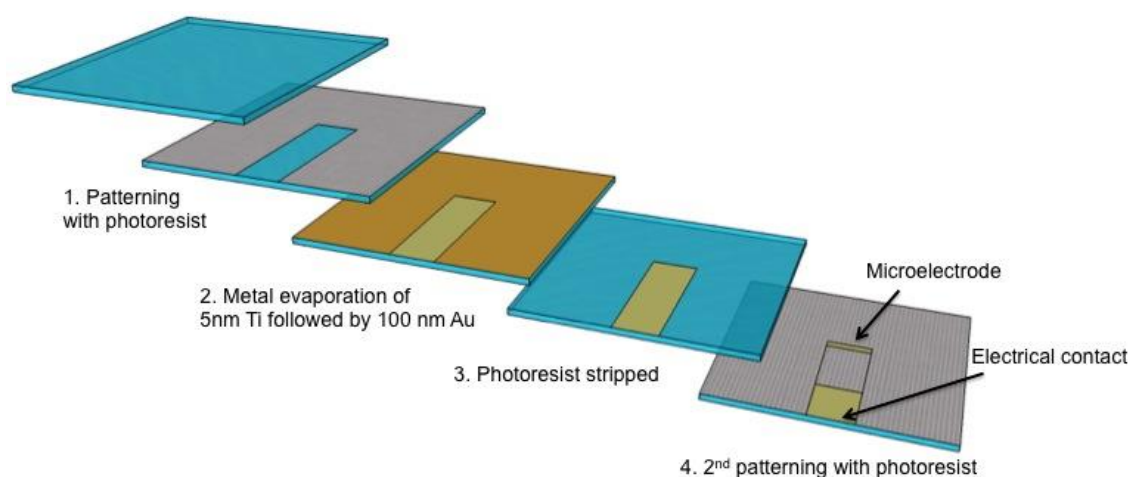 1. Patterning
with photoresist
2. Metal evaporation of
5nm Ti followed by 100 nm Au
3. Photoresist stripped
Microelectrode
Electrical contact
4. 2nd patterning with photoresist